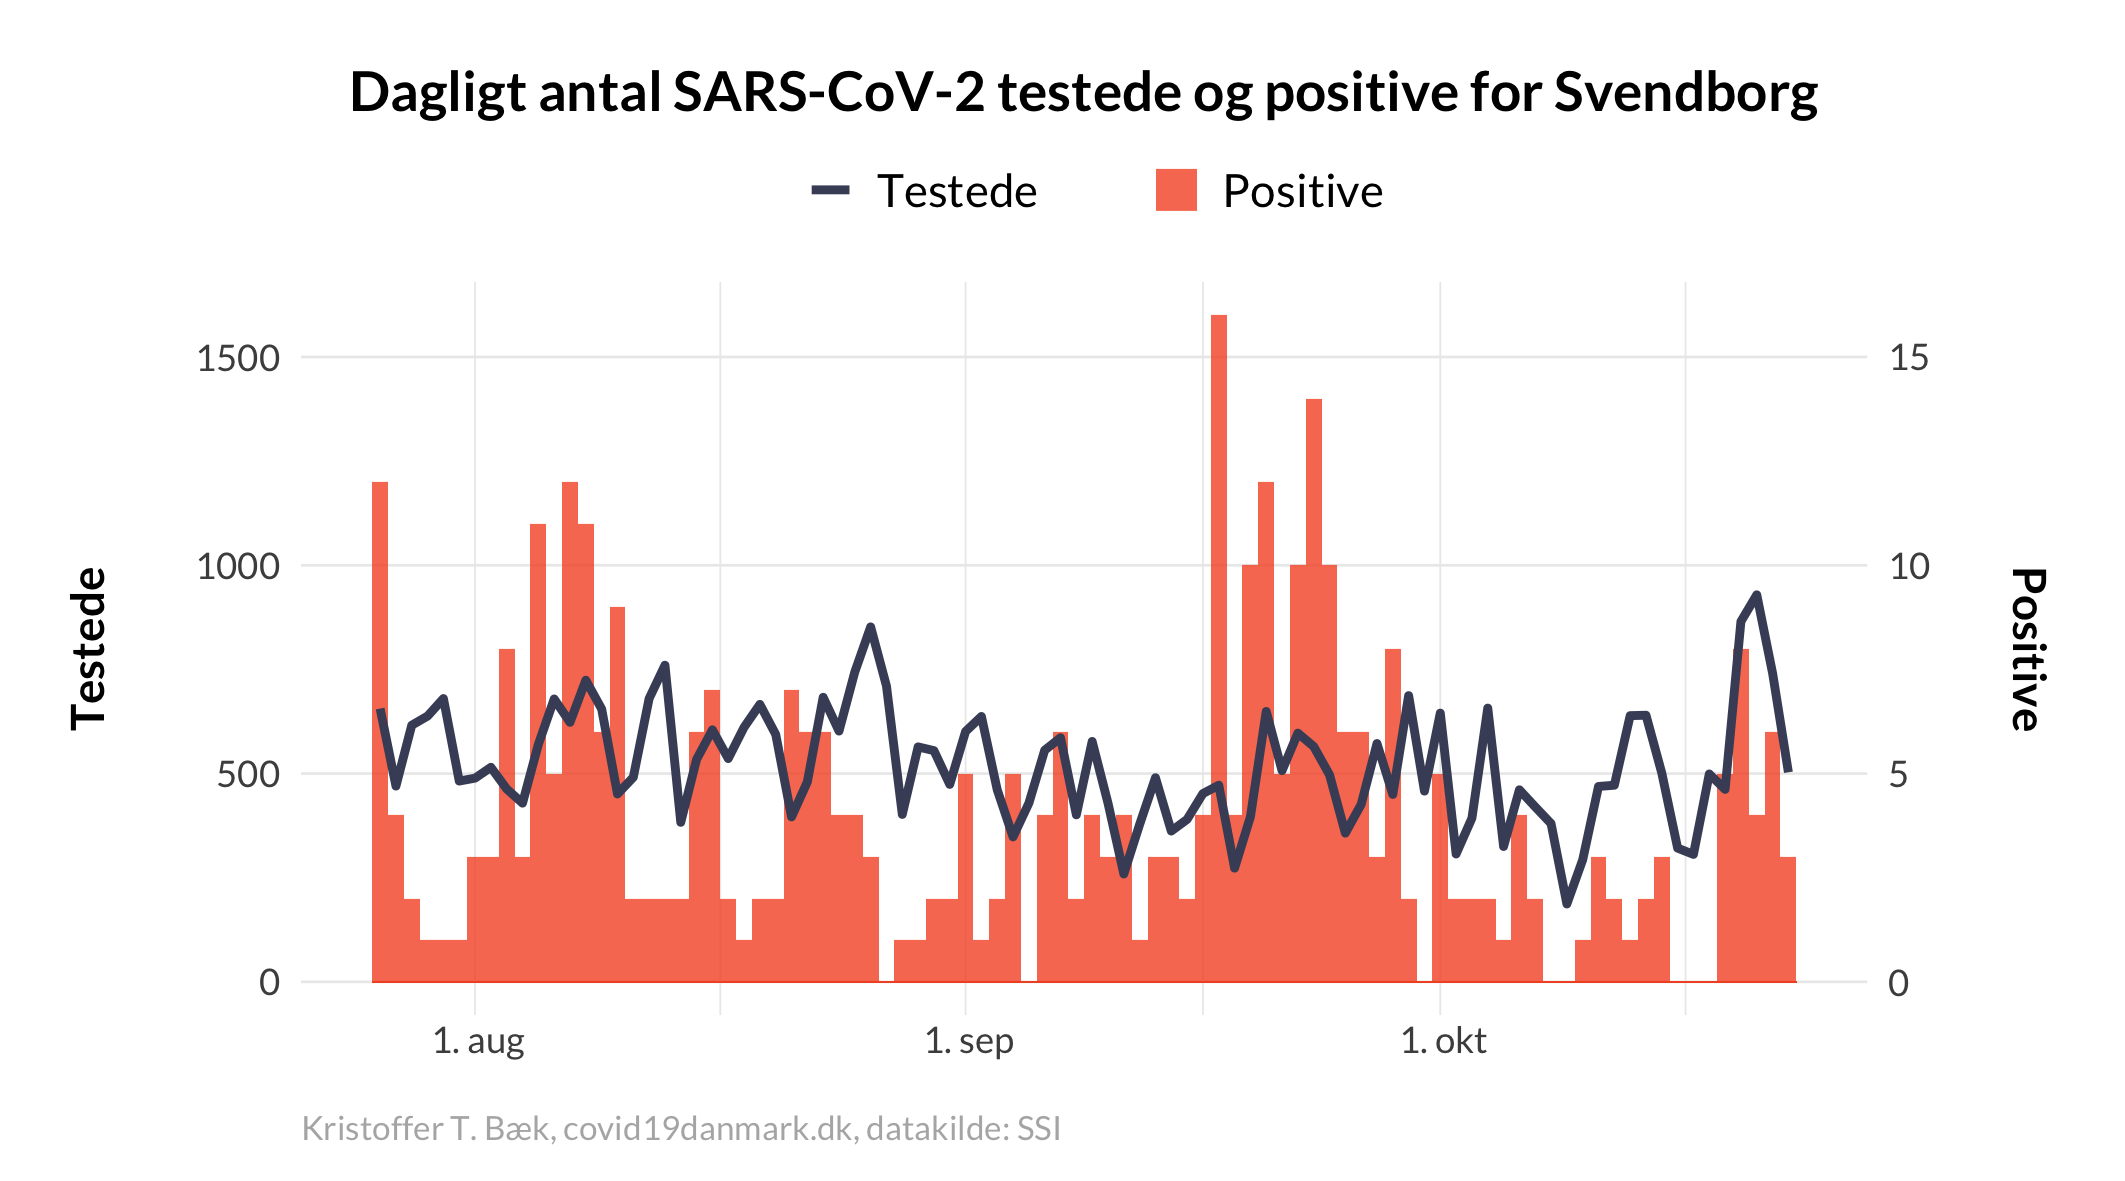 Dagligt antal SARS-CoV-2 testede og positive for Svendborg
Testede
Positive
1500
1000
500
0
Testede
15
10
5
0
Positive
1. aug
1. sep
1. okt
Kristoffer T. Bæk, covid19danmark.dk, datakilde: SSI